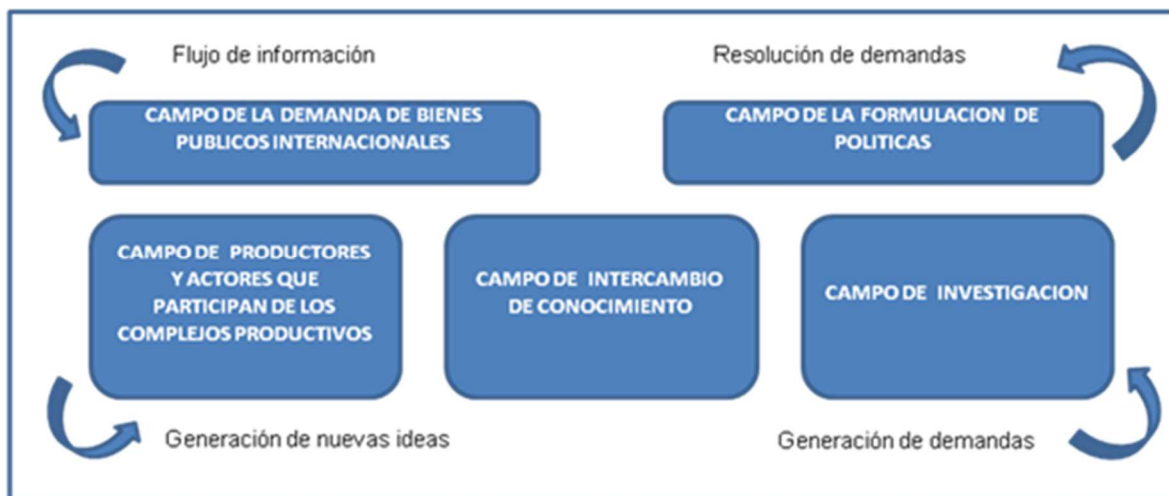 Flujo de información
Resolución de demandas
CAMPO DE LA DEMANDA DE BIENES
PUBLICOS INTERNACIONALES
CAMPO DE LA FORMULACION DE
POLITICAS
CAMPO DE PRODUCTORES
Y ACTORES QUE
PARTICIPAN DE LOS
COMPLEJOS PRODUCTIVOS
CAMPO DE INTERCAMBIO
DE CONOCIMIENTO
CAMPO DE INVESTIGACION
Generación de nuevas ideas
Generación de demandas